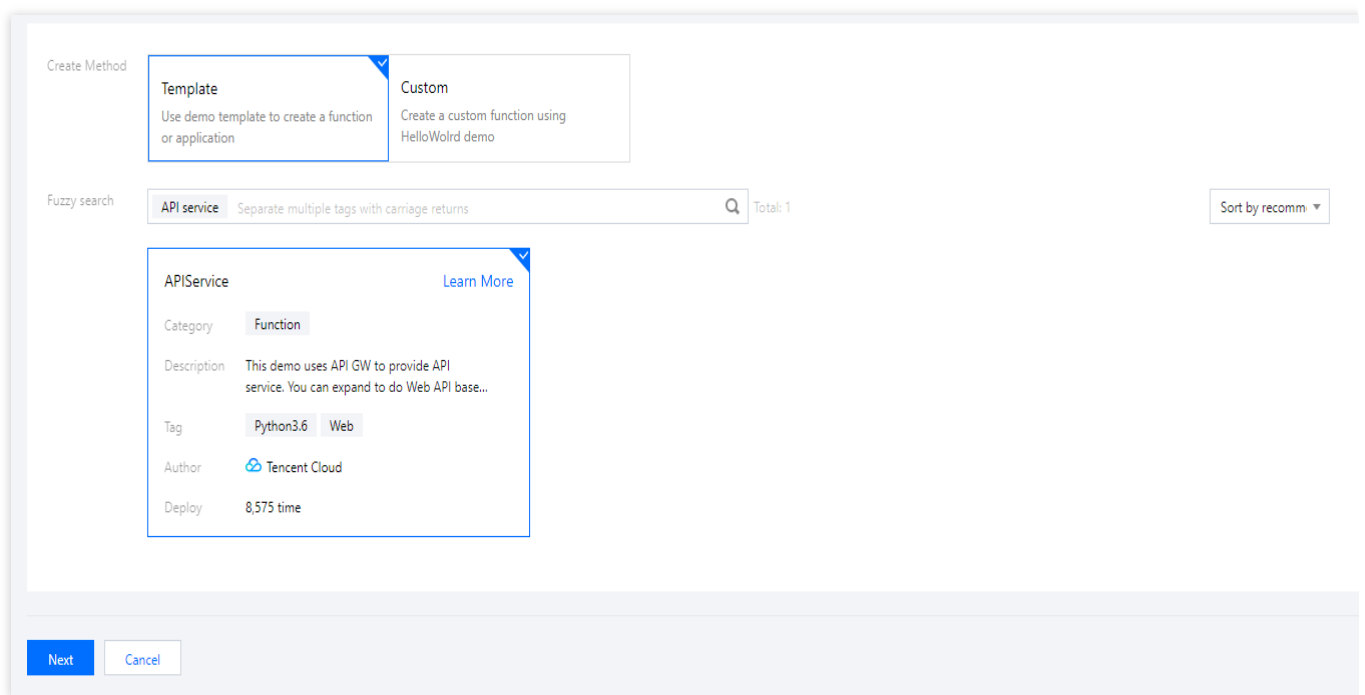 Create Method
Template
Use demo template to create a function
or application
Custom
Create a custom function using
HelloWolrd demo
Fuzzy search
API service Separate multiple tags with carriage returns
Total: 1
Sort by recomm
APIService
Learn More
Category Function
Description This demo uses API GW to provide API
service. You can expand to do Web API base...
Tag Python3.6 Web
Author Tencent Cloud
Deploy 8,575 time
Next Cancel